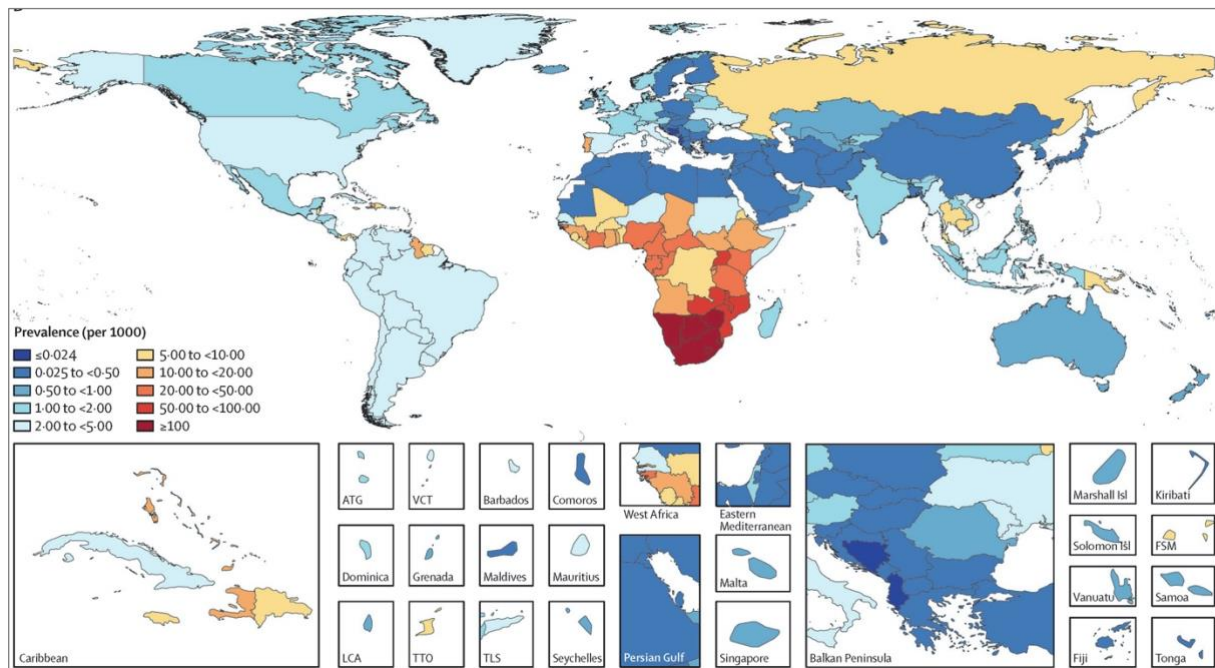 Prevalence (per 1000)
≤0·024
0·025 to <0·50
0·50 to <1·00
1·00 to <2·00
2·00 to <5·00
5·00 to <10·00
10·00 to <20·00
20·00 to <50·00
50·00 to <100·00
≥100
Caribbean
ATG
VCT
Barbados
Comoros
Dominica
Grenada
Maldives
Mauritius
LCA
TTO
TLS
Seychelles
West Africa
Eastern
Mediterranean
Persian Gulf
Malta
Singapore
Balkan Peninsula
Marshall Isl
Kiribati
Solomon Isl
FSM
Vanuatu
Samoa
Fiji
Tonga